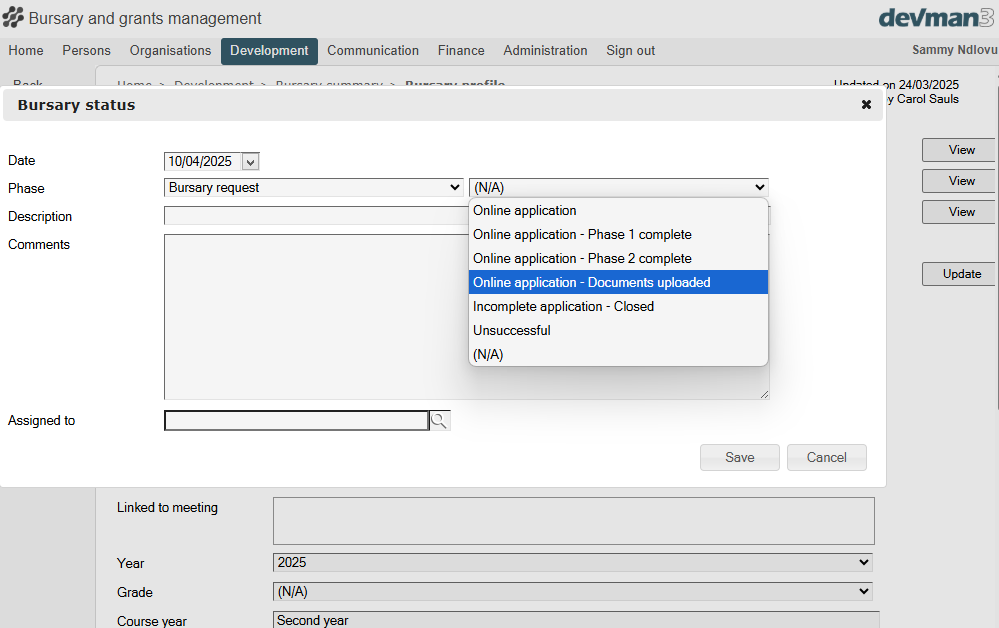 Bursary and grants management
devman3
Home Persons Organisations Development Communication Finance Administration Sign out Sammy Ndlovu
Back Home > Development > Bursary summary > Bursary profile Updated on 24/03/2025
by Carol Sauls
Bursary status
Date 10/04/2025
Phase Bursary request (N/A)
Description
Comments
Online application
Online application - Phase 1 complete
Online application - Phase 2 complete
Online application - Documents uploaded
Incomplete application - Closed
Unsuccessful
(N/A)
View
View
View
Update
Assigned to
Save Cancel
Linked to meeting
Year 2025
Grade (N/A)
Course year Second year